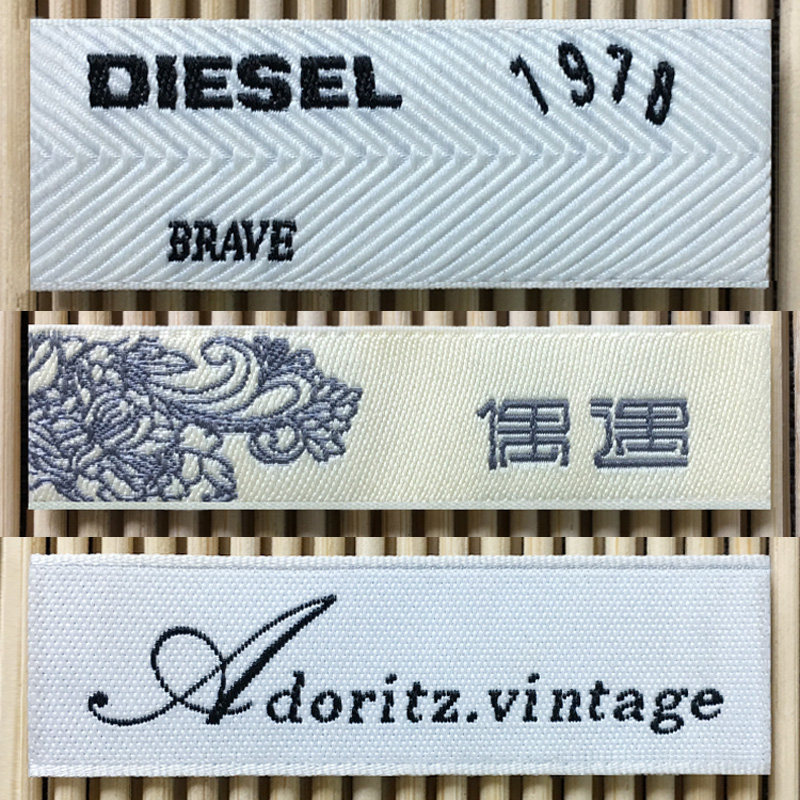 DIESEL 1978
BRAVE
偶遇
Adoritz.vintage